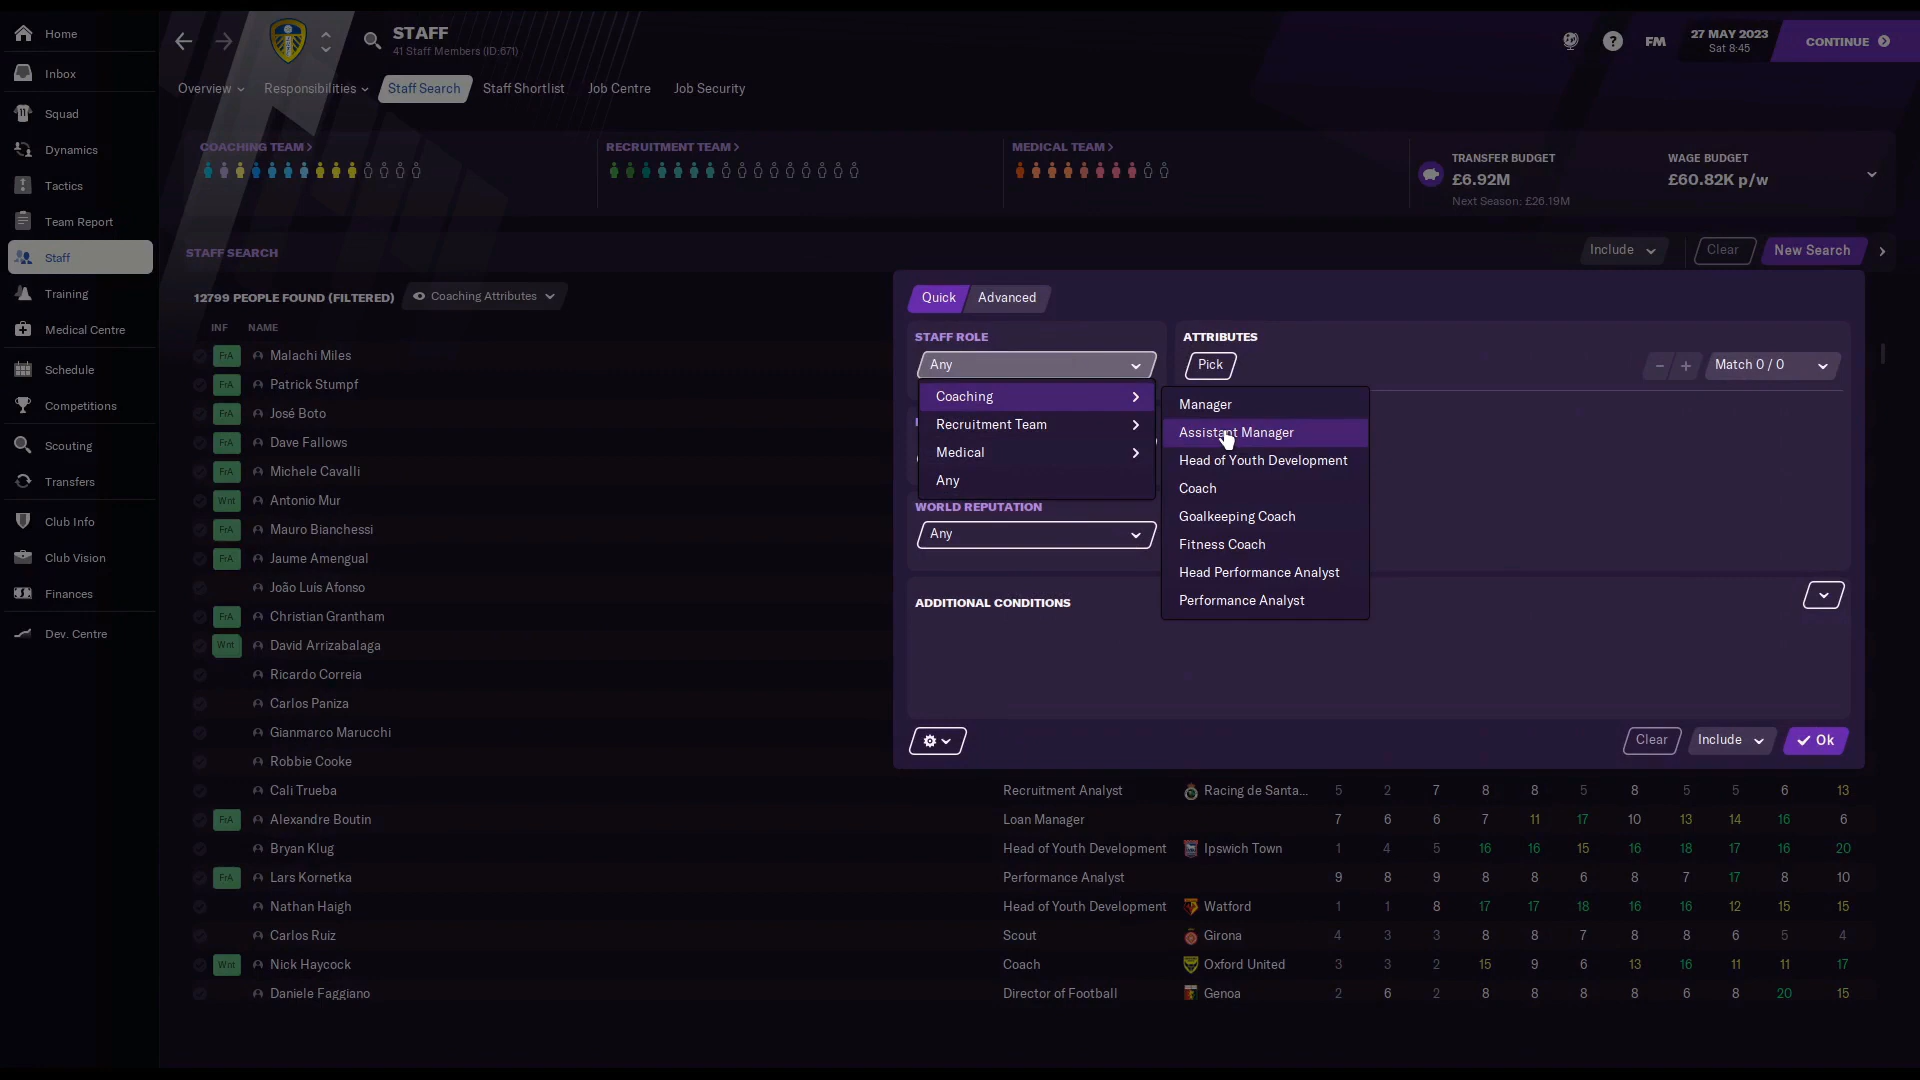 Home
Inbox
Squad
Dynamics
Tactics
Team Report
Staff
Training
Medical Centre
Schedule
Competitions
Scouting
Transfers
Club Info
Club Vision
Finances
Dev. Centre
STAFF
41 Staff Members (ID:671)
FM
27 MAY 2023
Sat 8:45
CONTINUE
Overview
Responsibilities
Staff Search
Staff Shortlist
Job Centre
Job Security
COACHING TEAM >
RECRUITMENT TEAM >
MEDICAL TEAM >
TRANSFER BUDGET
£6.92M
Next Season: £26.19M
WAGE BUDGET
£60.82K p/w
STAFF SEARCH
Include
Clear
New Search
12799 PEOPLE FOUND (FILTERED)
Coaching Attributes
INF NAME
FrA Malachi Miles
FrA Patrick Stumpf
FrA José Boto
FrA Dave Fallows
FrA Michele Cavalli
Wnt Antonio Mur
FrA Mauro Bianchessi
FrA Jaume Amengual
João Luís Afonso
FrA Christian Grantham
Wnt David Arrizabalaga
Ricardo Correia
Carlos Paniza
Gianmarco Marucchi
Robbie Cooke
Cali Trueba Recruitment Analyst Racing de Santa... 5 2 7 8 8 5 8 5 5 6 13
FrA Alexandre Boutin Loan Manager 7 6 6 7 11 17 10 13 14 16 6
Bryan Klug Head of Youth Development Ipswich Town 1 4 5 16 16 15 16 18 17 16 20
FrA Lars Kornetka Performance Analyst 9 8 9 8 8 6 8 7 17 8 10
Nathan Haigh Head of Youth Development Watford 1 1 8 17 17 18 16 16 12 15 15
Carlos Ruiz Scout Girona 4 3 3 8 8 7 8 8 6 5 4
Wnt Nick Haycock Coach Oxford United 3 3 2 15 9 6 13 16 11 11 17
Daniele Faggiano Director of Football Genoa 2 6 2 8 8 8 8 6 8 20 15
Quick
Advanced
STAFF ROLE
Any
Coaching
Recruitment Team
Medical
Any
Manager
Assistant Manager
Head of Youth Development
Coach
Goalkeeping Coach
Fitness Coach
Head Performance Analyst
Performance Analyst
ATTRIBUTES
Pick
Match 0 / 0
WORLD REPUTATION
Any
ADDITIONAL CONDITIONS
Clear
Include
Ok